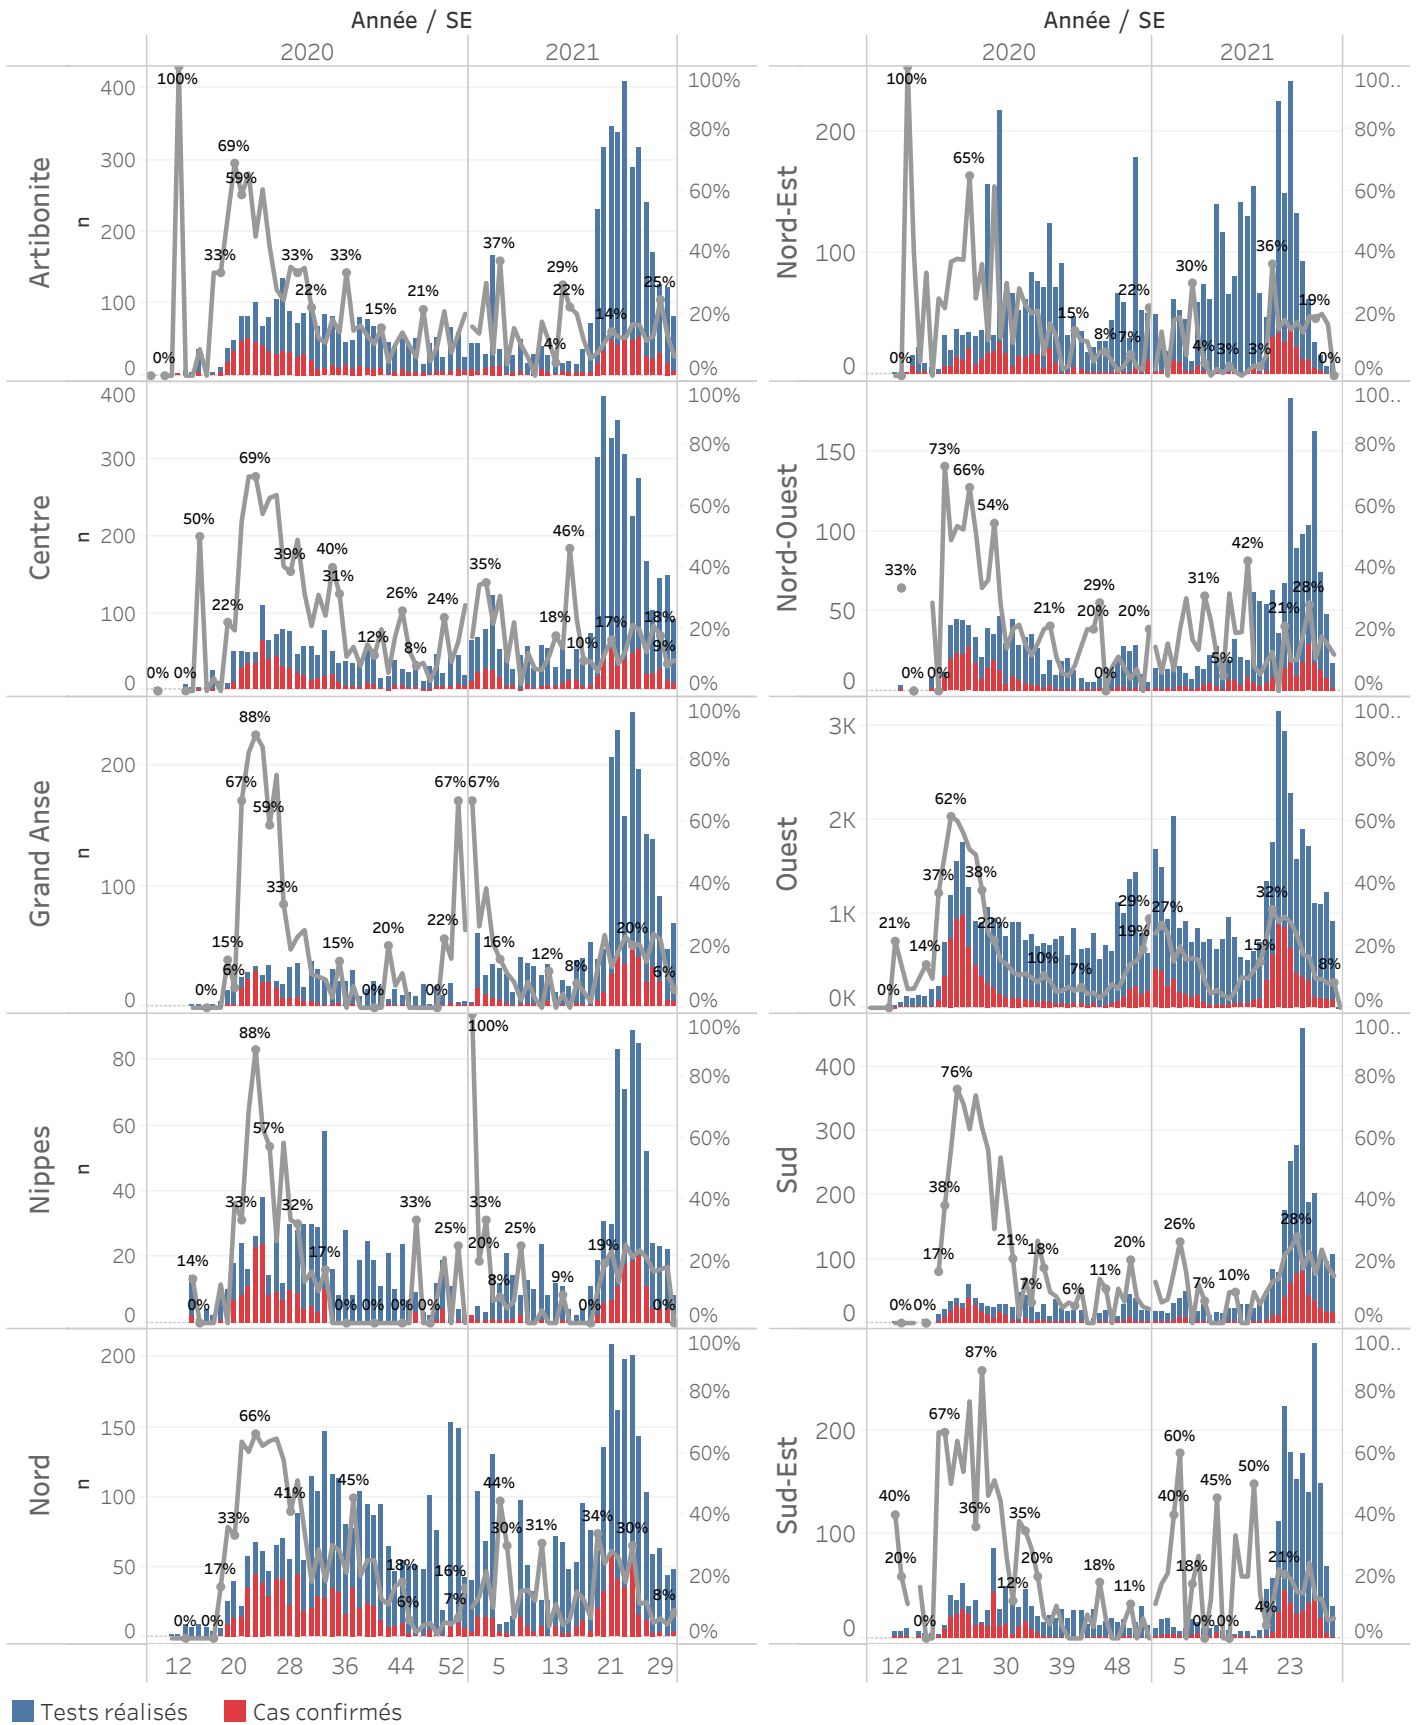 Année / SE
2020 2021
Artibonite
n
400
300
200
100
0
100%
80%
60%
40%
20%
0%
0% 100% 33% 69% 59% 33% 22% 33% 15% 21% 37% 4% 29% 22% 14% 25%
Centre
n
400
300
200
100
0
100%
80%
60%
40%
20%
0%
0% 0% 50% 22% 69% 39% 40% 31% 12% 26% 8% 24% 35% 18% 46% 10% 17% 18% 9%
Grand Anse
n
200
100
0
100%
80%
60%
40%
20%
0%
0% 15% 6% 67% 88% 59% 33% 15% 0% 20% 0% 22% 67% 67% 16% 12% 8% 20% 6%
Nippes
n
80
60
40
20
0
100%
80%
60%
40%
20%
0%
14% 0% 33% 88% 57% 32% 17% 0% 0% 0% 33% 0% 25% 100% 20% 33% 8% 25% 9% 0% 19% 0%
Nord
n
200
150
100
50
0
100%
80%
60%
40%
20%
0%
0% 0% 17% 33% 66% 41% 45% 18% 6% 16% 7% 44% 30% 31% 34% 30% 8%
12 20 28 36 44 52 5 13 21 29
Année / SE
2020 2021
Nord-Est
200
100
0
100..
80%
60%
40%
20%
0%
0% 100% 65% 15% 8% 7% 22% 30% 4% 3% 3% 36% 19% 0%
Nord-Ouest
150
100
50
0
100..
80%
60%
40%
20%
0%
33% 0% 0% 73% 66% 54% 21% 20% 29% 0% 20% 31% 5% 42% 21% 28%
Ouest
3K
2K
1K
0K
100..
80%
60%
40%
20%
0%
0% 21% 14% 37% 62% 38% 22% 10% 7% 19% 29% 27% 15% 32% 8%
Sud
400
300
200
100
0
100..
80%
60%
40%
20%
0%
0% 0% 17% 38% 76% 21% 7% 18% 6% 11% 20% 26% 7% 10% 28%
Sud-Est
200
100
0
100..
80%
60%
40%
20%
0%
40% 20% 0% 67% 36% 87% 12% 35% 20% 18% 11% 40% 60% 18% 0% 45% 0% 50% 4% 21%
12 21 30 39 48 5 14 23
Tests réalisés Cas confirmés